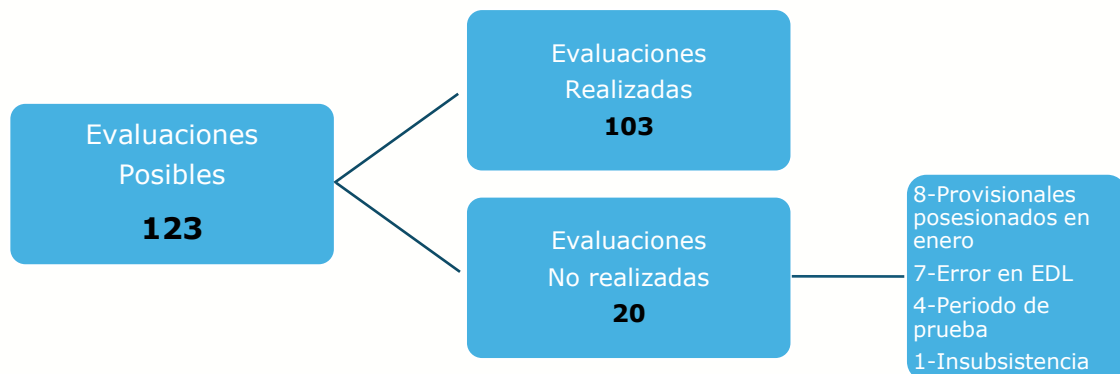 Evaluaciones
Posibles
123
Evaluaciones
Realizadas
103
Evaluaciones
No realizadas
20
8-Provisionales
posesionados en
enero
7-Error en EDL
4-Periodo de
prueba
1-Insubsistencia